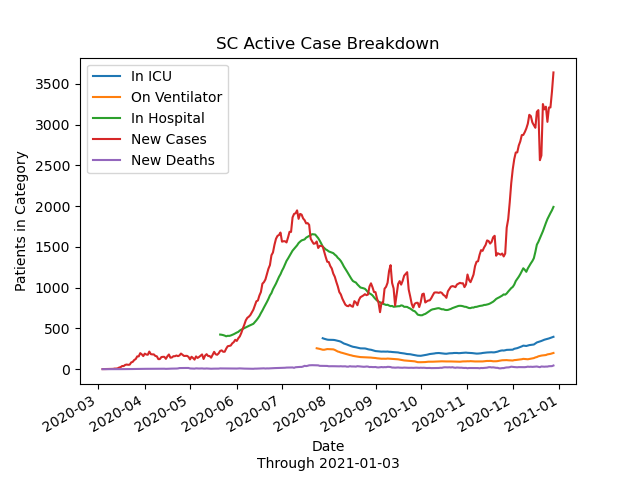 SC Active Case Breakdown
In ICU
On Ventilator
In Hospital
New Cases
New Deaths
3500
3000
2500
2000
1500
1000
500
0
Patients in Category
2020-03
2020-04
2020-05
2020-06
2020-07
2020-08
2020-09
2020-10
2020-11
2020-12
2021-01
Date
Through 2021-01-03